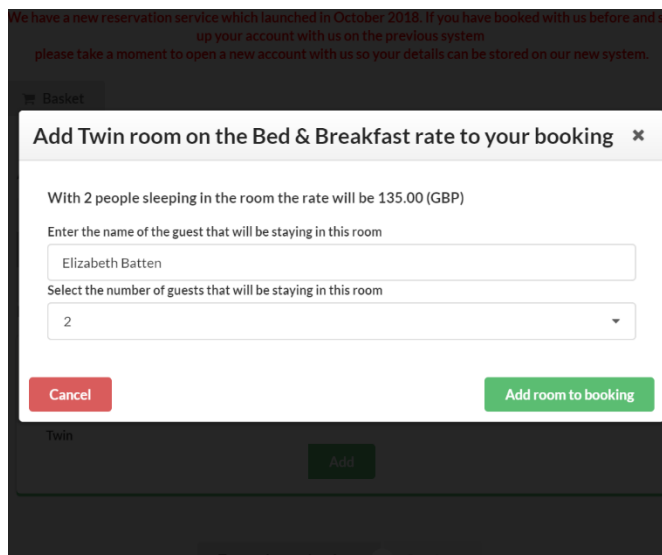 We have a new reservation service which launched in October 2018. If you have booked with us before and
up your account with us on the previous system
please take a moment to open a new account with us so your details can be stored on our new system.
Basket
Add Twin room on the Bed & Breakfast rate to your booking
With 2 people sleeping in the room the rate will be 135.00 (GBP)
Enter the name of the guest that will be staying in this room
Elizabeth Batten
Select the number of guests that will be staying in this room
2
Cancel
Add room to booking
Twin
Add